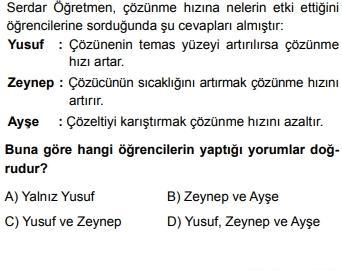 Serdar Öğretmen, çözünme hızına nelerin etki ettiğini
öğrencilerine sorduğunda şu cevapları almıştır:
Yusuf : Çözünenin temas yüzeyi artırılırsa çözünme
hızı artar.
Zeynep : Çözücünün sıcaklığını artırmak çözünme hızını
artırır.
Ayşe : Çözeltiyi karıştırmak çözünme hızını azaltır.
Buna göre hangi öğrencilerin yaptığı yorumlar doğ-
rudur?
A) Yalnız Yusuf B) Zeynep ve Ayşe
C) Yusuf ve Zeynep D) Yusuf, Zeynep ve Ayşe